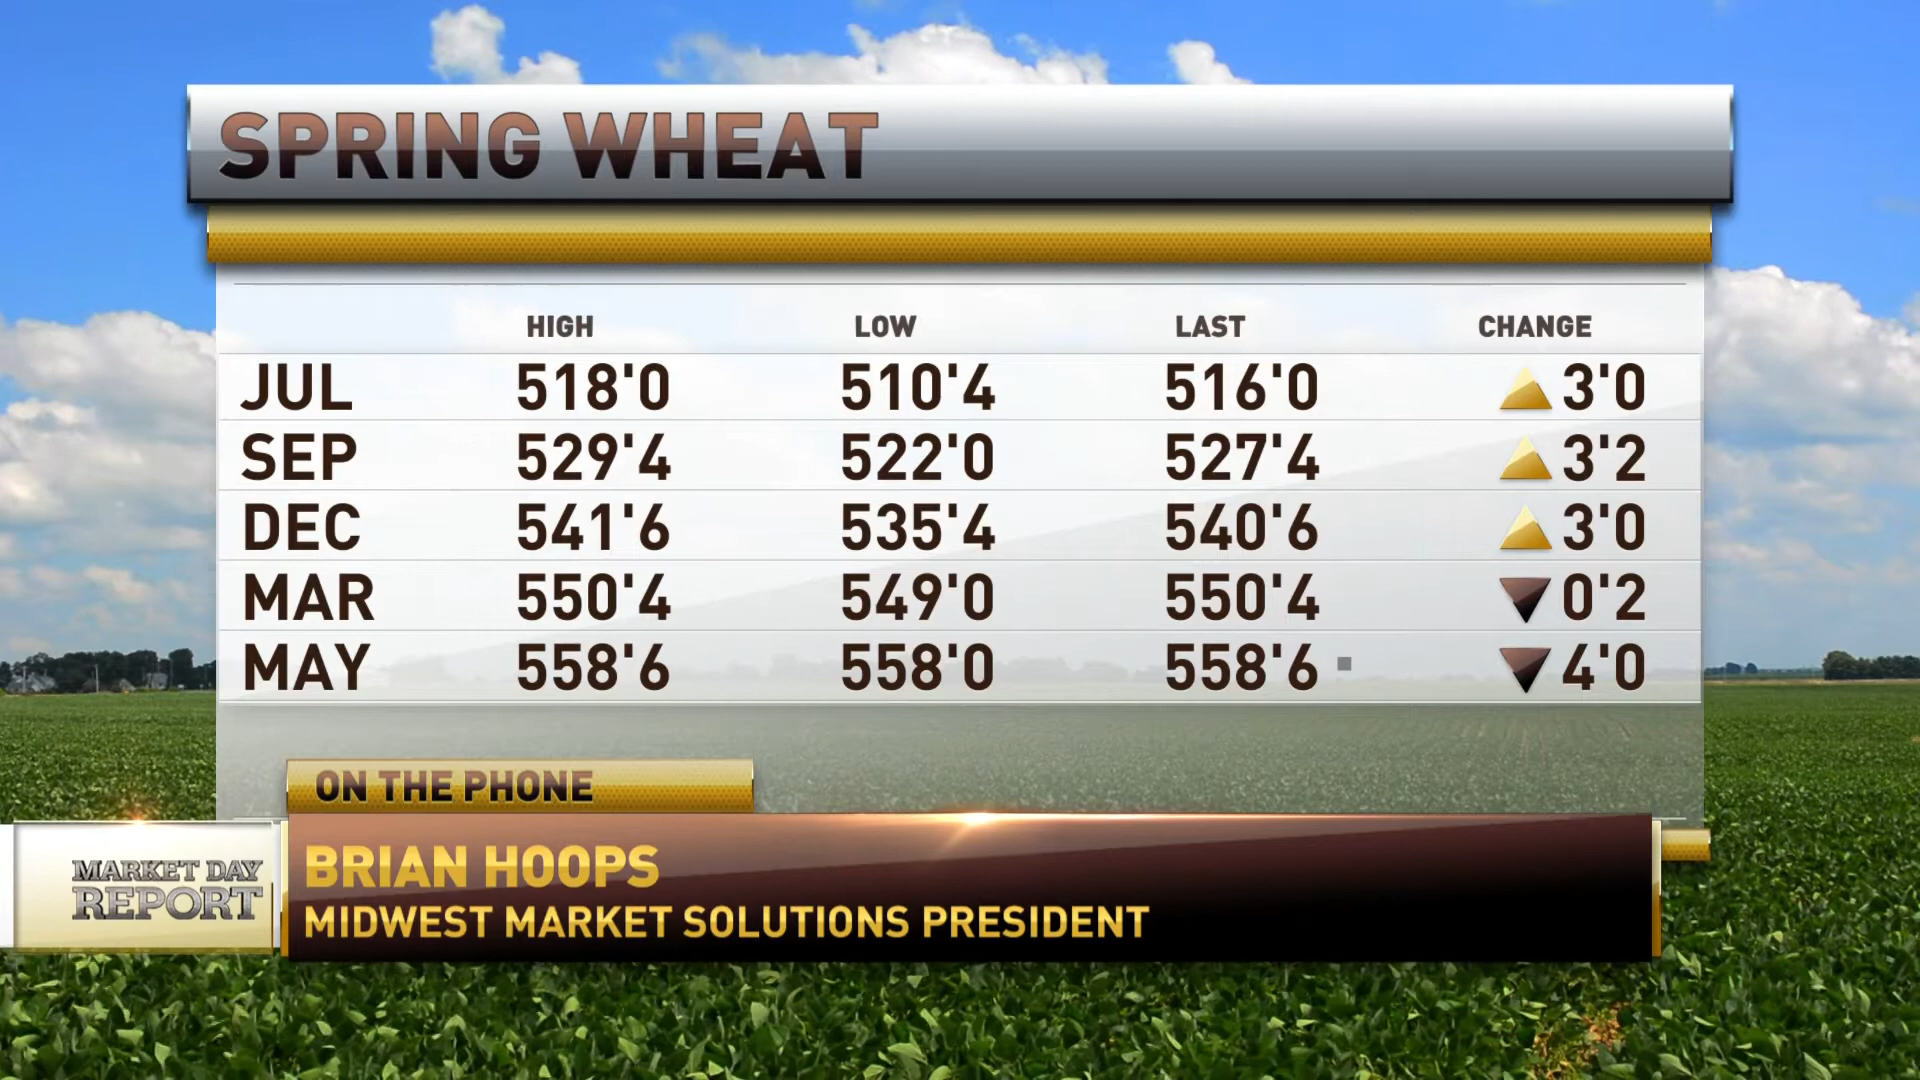 SPRING WHEAT
HIGH LOW LAST CHANGE
JUL 518'0 510'4 516'0 ▲ 3'0
SEP 529'4 522'0 527'4 ▲ 3'2
DEC 541'6 535'4 540'6 ▲ 3'0
MAR 550'4 549'0 550'4 ▼ 0'2
MAY 558'6 558'0 558'6 ▼ 4'0
ON THE PHONE
MARKET DAY
REPORT
BRIAN HOOPS
MIDWEST MARKET SOLUTIONS PRESIDENT